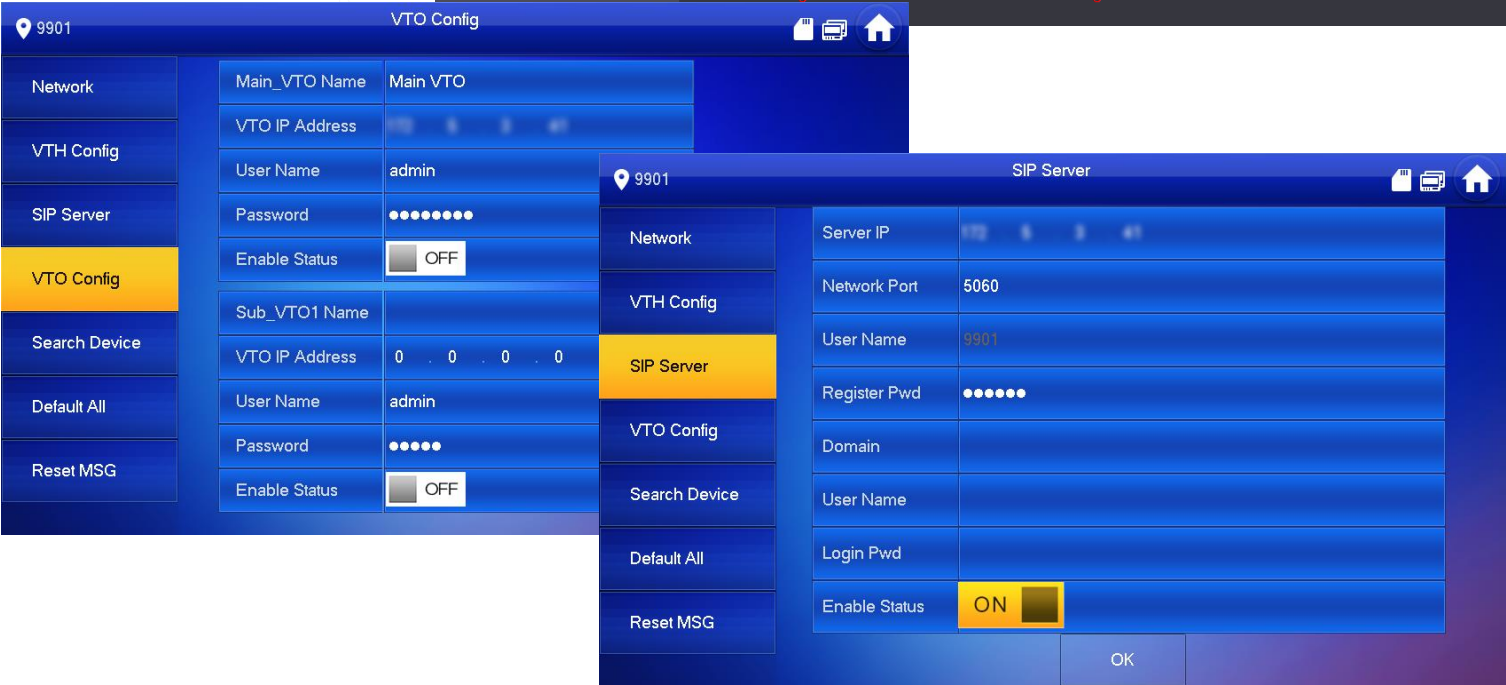 9901
VTO Config
Network
VTH Config
SIP Server
VTO Config
Search Device
Default All
Reset MSG
Main_VTO Name Main VTO
VTO IP Address
User Name admin
Password ●●●●●●●●
Enable Status OFF
Sub_VTO1 Name
VTO IP Address 0 . 0 . 0 . 0
User Name admin
Password ●●●●●
Enable Status OFF
9901
SIP Server
Network
VTH Config
SIP Server
VTO Config
Search Device
Default All
Reset MSG
Server IP
Network Port 5060
User Name 9901
Register Pwd ●●●●●●
Domain
User Name
Login Pwd
Enable Status ON
OK